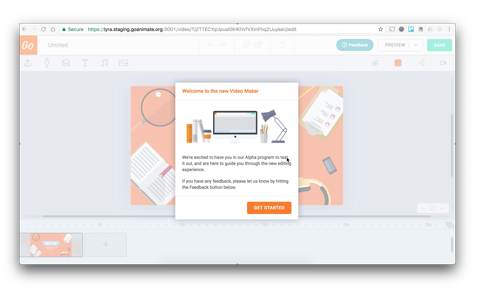 Secure
https://lyra.staging.goanimate.org
Go
Untitled
Feedback
PREVIEW
SAVE
Welcome to the new Video Maker
We're excited to have you in our Alpha program to test
it out, and are here to guide you through the new editing
experience.
If you have any feedback, please let us know by hitting
the Feedback button below.
GET STARTED